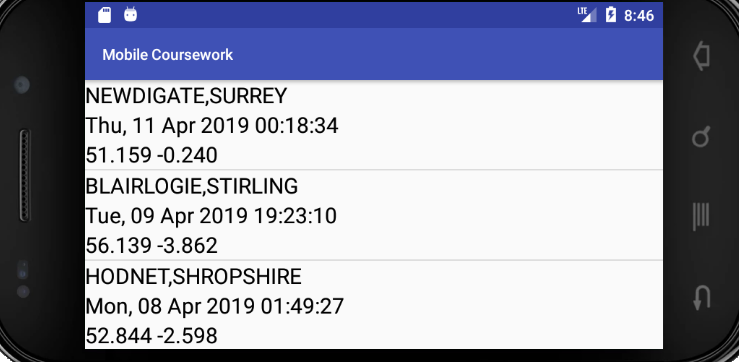 LTE 8:46
Mobile Coursework
NEWDIGATE,SURREY
Thu, 11 Apr 2019 00:18:34
51.159 -0.240
BLAIRLOGIE,STIRLING
Tue, 09 Apr 2019 19:23:10
56.139 -3.862
HODNET,SHROPSHIRE
Mon, 08 Apr 2019 01:49:27
52.844 -2.598